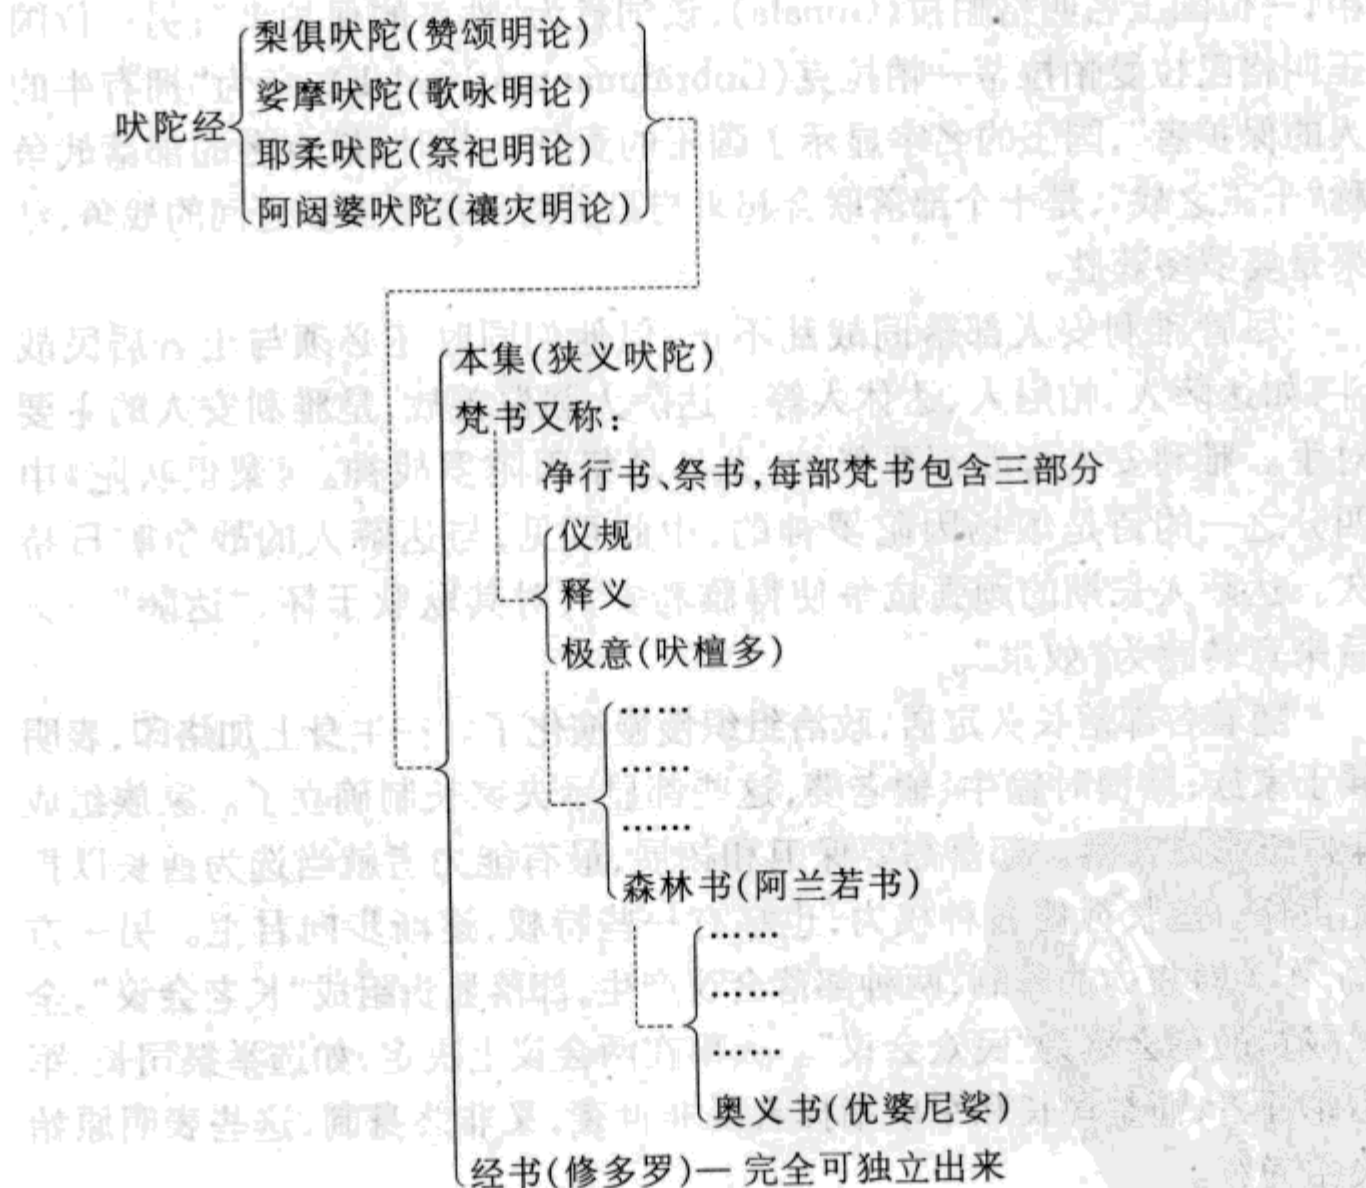 梨俱吠陀(赞颂明论)
娑摩吠陀(歌咏明论)
吠陀经
耶柔吠陀(祭祀明论)
阿闼婆吠陀(禳灾明论)
本集(狭义吠陀)
梵书又称:
净行书、祭书,每部梵书包含三部分
仪规
释义
极意(吠檀多)
……
……
……
森林书(阿兰若书)
……
……
……
奥义书(优婆尼娑)
经书(修多罗)— 完全可独立出来